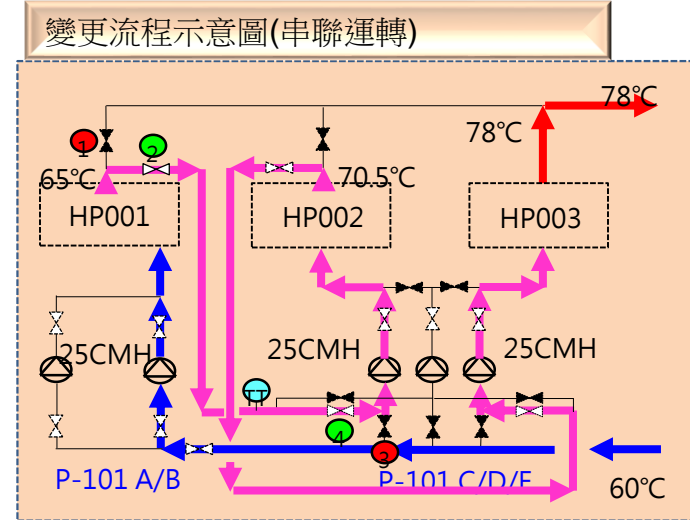 變更流程示意圖(串聯運轉)
78℃
78℃
1
2
65℃
70.5℃
HP001
HP002
HP003
25CMH
25CMH
25CMH
TT
4
3
P-101 A/B
P-101 C/D/E
60℃